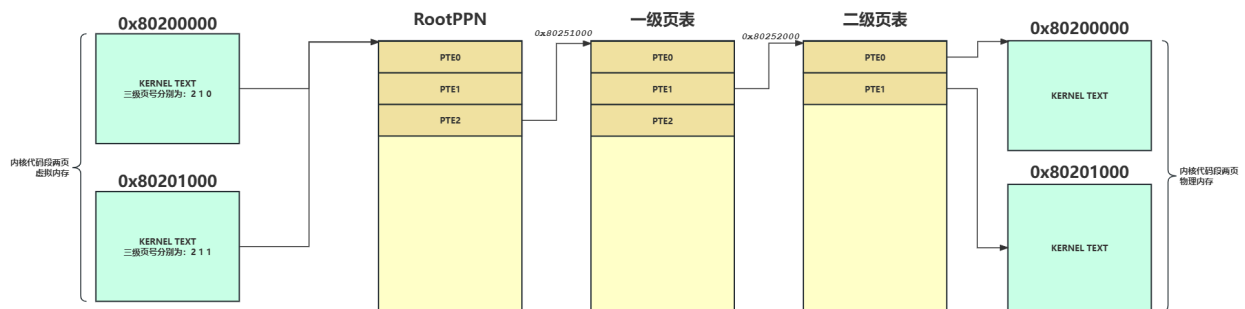 0x80200000
KERNEL TEXT
三级页号分别为：2 1 0
内核代码段两页
虚拟内存
0x80201000
KERNEL TEXT
三级页号分别为：2 1 1
RootPPN
PTE0
PTE1
PTE2
0x80251000
一级页表
PTE0
PTE1
PTE2
0x80252000
二级页表
PTE0
PTE1
0x80200000
KERNEL TEXT
0x80201000
KERNEL TEXT
内核代码段两页
物理内存